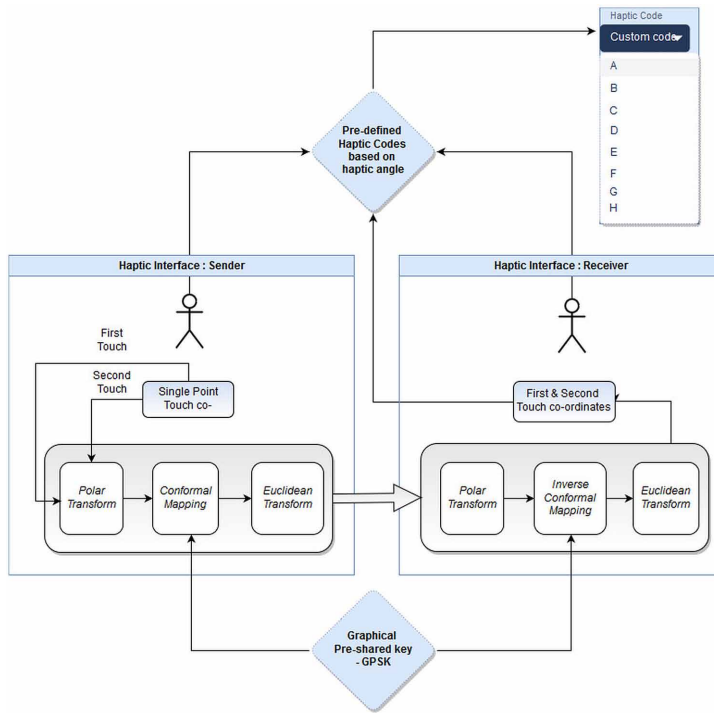 Haptic Code
Custom code
A
B
C
D
E
F
G
H
Pre-defined
Haptic Codes
based on
haptic angle
Haptic Interface : Sender
First
Touch
Second
Touch
Single Point
Touch co-
Polar
Transform
Conformal
Mapping
Euclidean
Transform
Haptic Interface : Receiver
First & Second
Touch co-ordinates
Polar
Transform
Inverse
Conformal
Mapping
Euclidean
Transform
Graphical
Pre-shared key
- GPSK